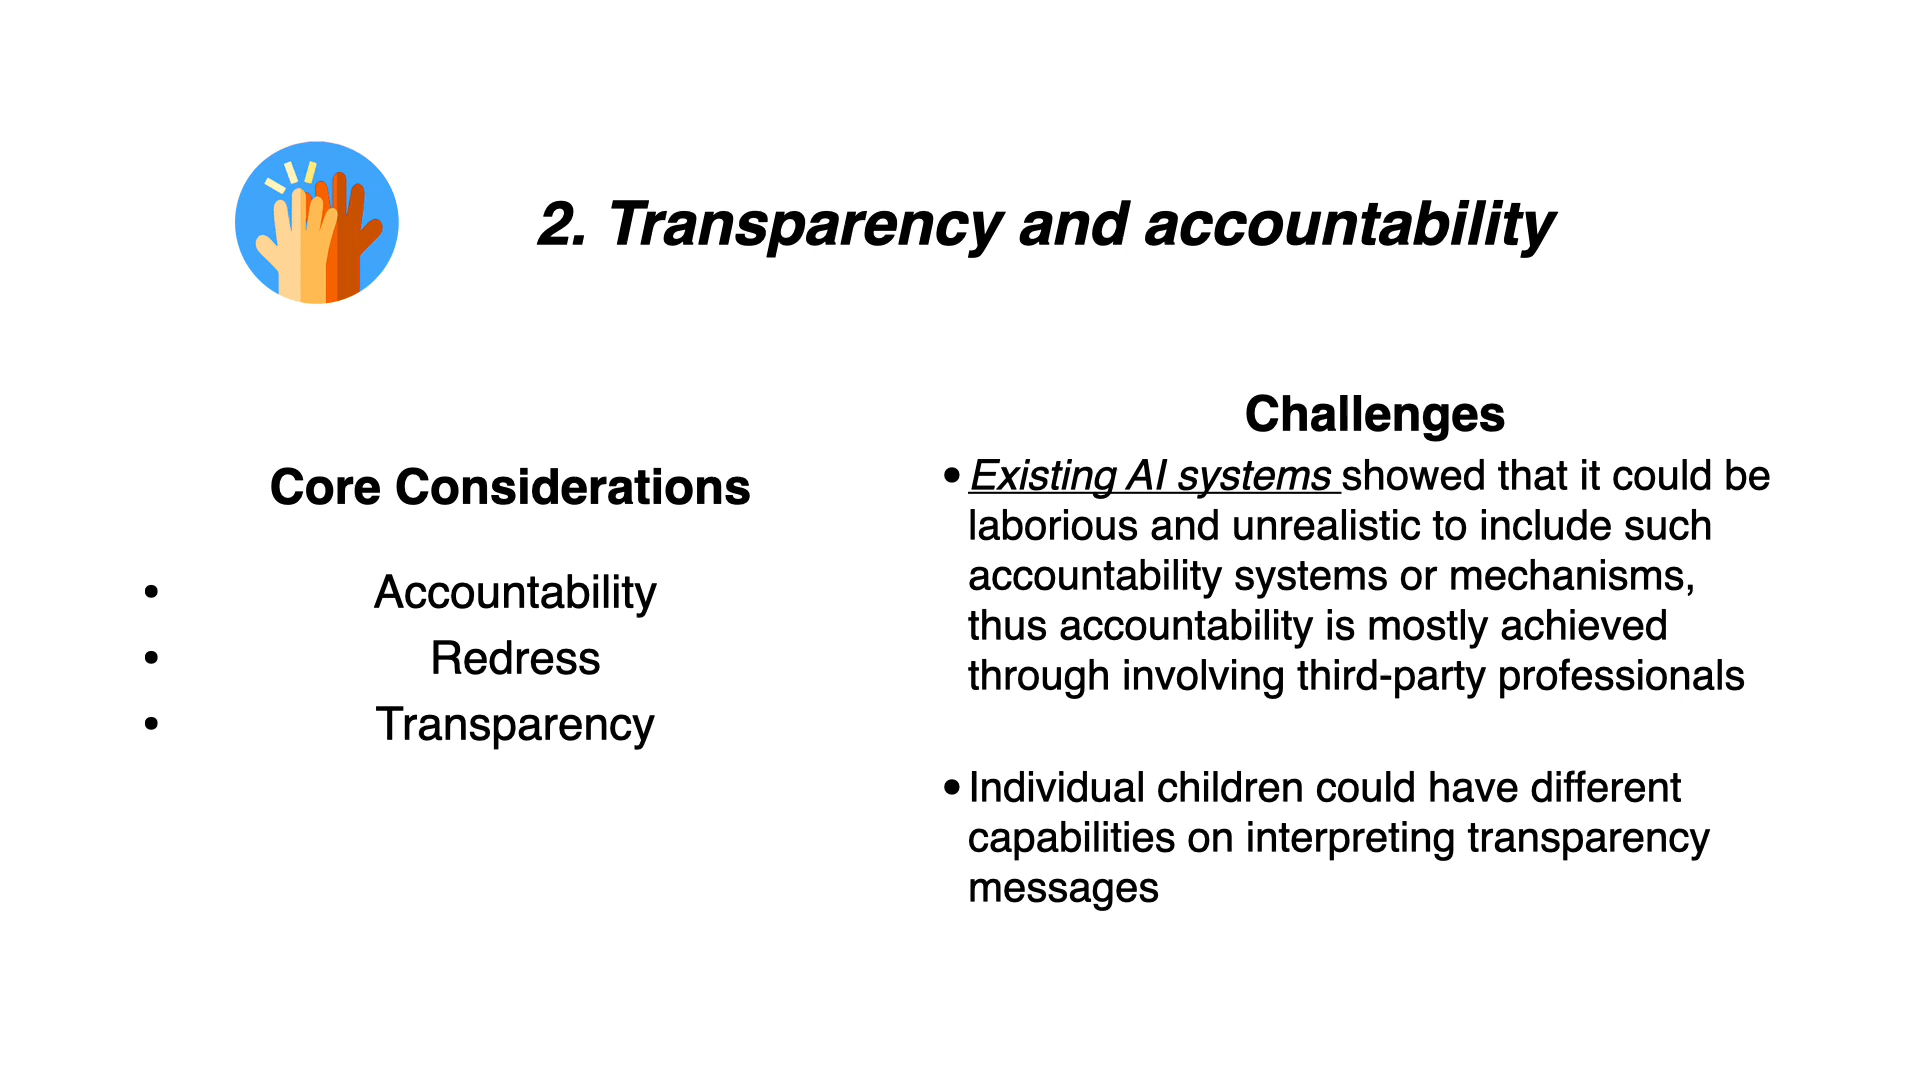 2. Transparency and accountability
Core Considerations
• Accountability
• Redress
• Transparency
Challenges
• Existing AI systems showed that it could be
laborious and unrealistic to include such
accountability systems or mechanisms,
thus accountability is mostly achieved
through involving third-party professionals
• Individual children could have different
capabilities on interpreting transparency
messages